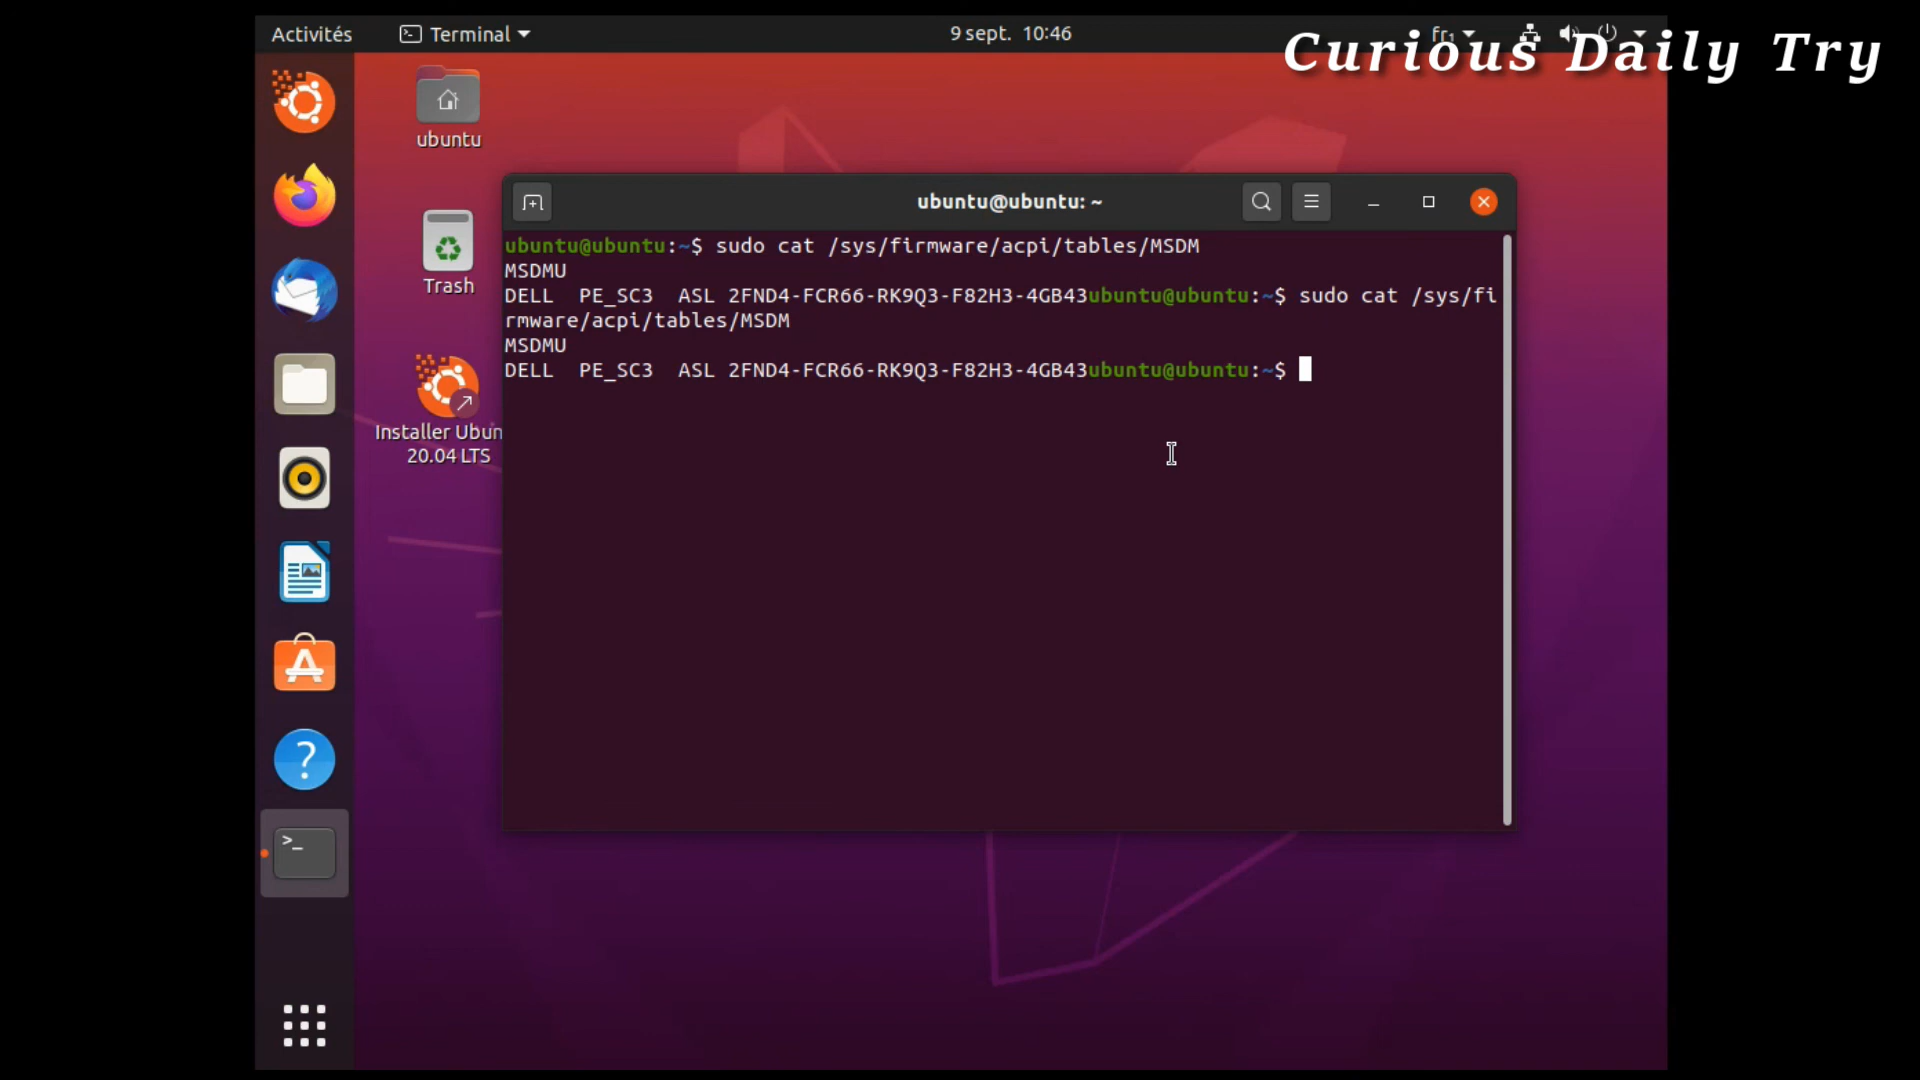 Activités
Terminal
9 sept. 10:46
fr₁
Curious Daily Try
ubuntu
Trash
Installer Ubun
20.04 LTS
ubuntu@ubuntu: ~
ubuntu@ubuntu:~$ sudo cat /sys/firmware/acpi/tables/MSDM
MSDMU
DELL  PE_SC3  ASL 2FND4-FCR66-RK9Q3-F82H3-4GB43ubuntu@ubuntu:~$ sudo cat /sys/fi
rmware/acpi/tables/MSDM
MSDMU
DELL  PE_SC3  ASL 2FND4-FCR66-RK9Q3-F82H3-4GB43ubuntu@ubuntu:~$